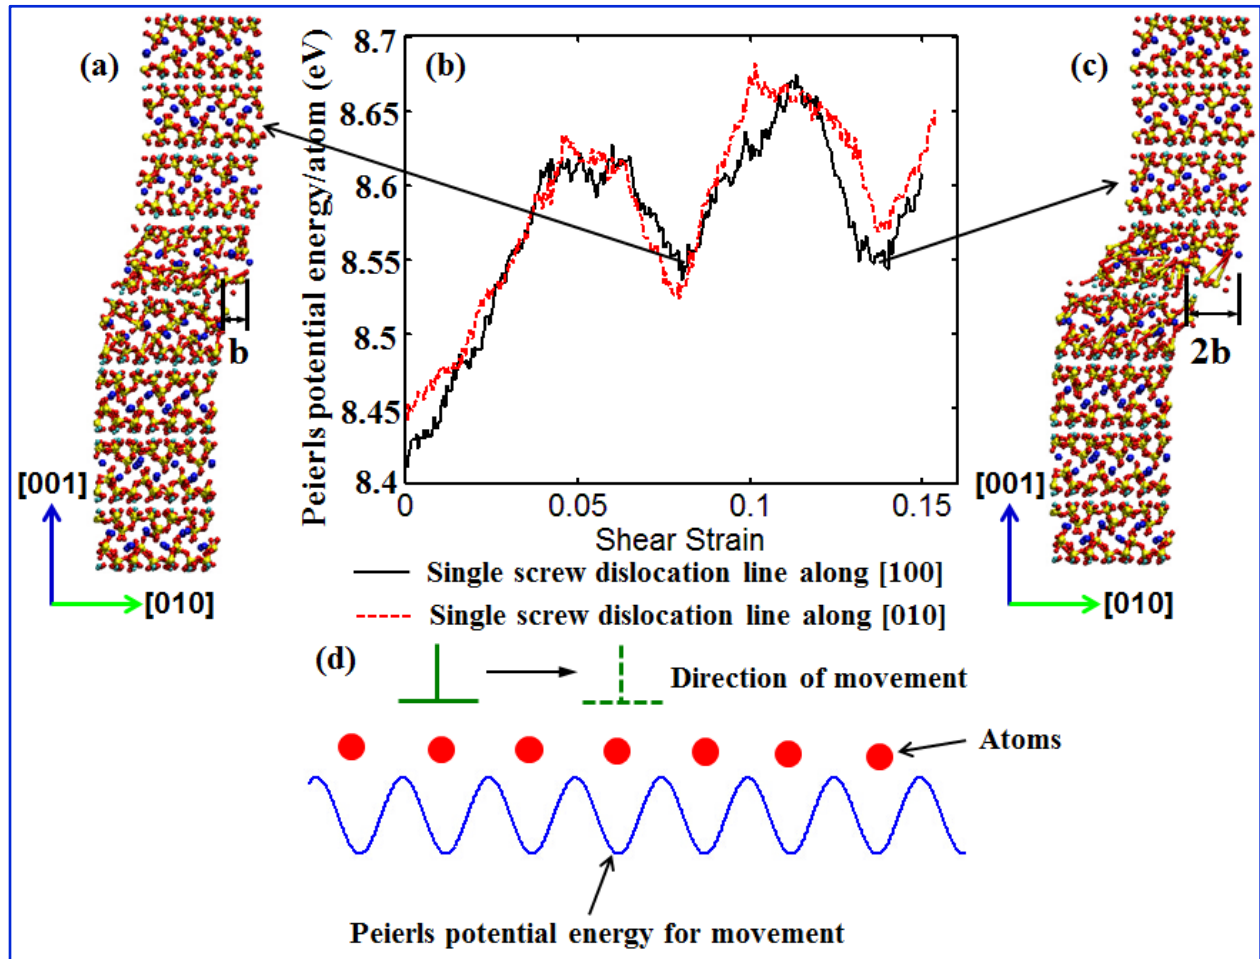 (a)
(b)
(c)
Peierls potential energy/atom (eV)
8.7
8.65
8.6
8.55
8.5
8.45
8.4
0
0.05
0.1
0.15
Shear Strain
b
2b
[001]
[010]
[001]
[010]
Single screw dislocation line along [100]
Single screw dislocation line along [010]
(d)
Direction of movement
Atoms
Peierls potential energy for movement